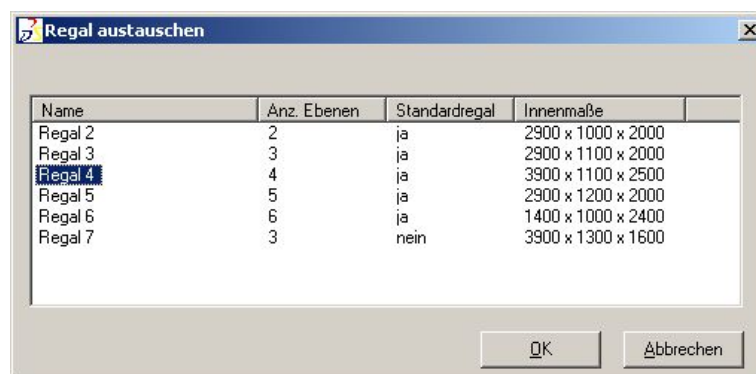 Regal austauschen
Name Anz. Ebenen Standardregal Innenmaße
Regal 2 2 ja 2900 x 1000 x 2000
Regal 3 3 ja 2900 x 1100 x 2000
Regal 4 4 ja 3900 x 1100 x 2500
Regal 5 5 ja 2900 x 1200 x 2000
Regal 6 6 ja 1400 x 1000 x 2400
Regal 7 3 nein 3900 x 1300 x 1600
OK Abbrechen